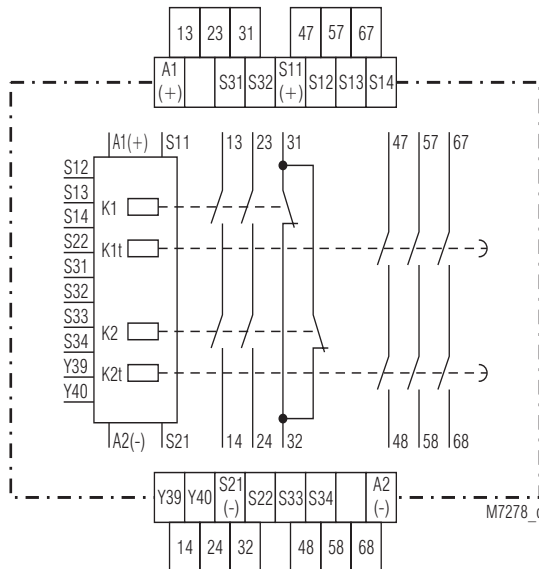 13 23 31 47 57 67
A1 (+) S31 S32 S11 (+) S12 S13 S14
A1(+) S11 13 23 31 47 57 67
S12
S13
K1
S14
S22
K1t
S31
S32
S33
K2
S34
Y39
K2t
Y40
A2(-) S21 14 24 32 48 58 68
Y39 Y40 S21 (-) S22 S33 S34 A2 (-)
M7278_
14 24 32 48 58 68